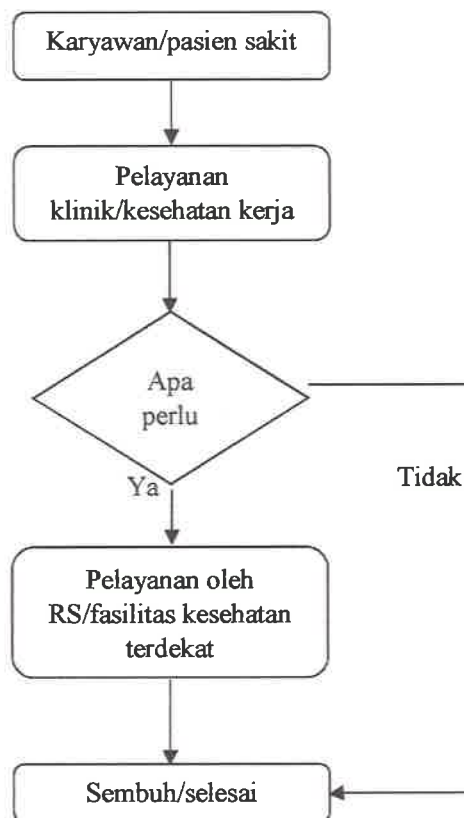 Karyawan/pasien sakit
Pelayanan
klinik/kesehatan kerja
Apa
perlu
Ya
Tidak
Pelayanan oleh
RS/fasilitas kesehatan
terdekat
Sembuh/selesai